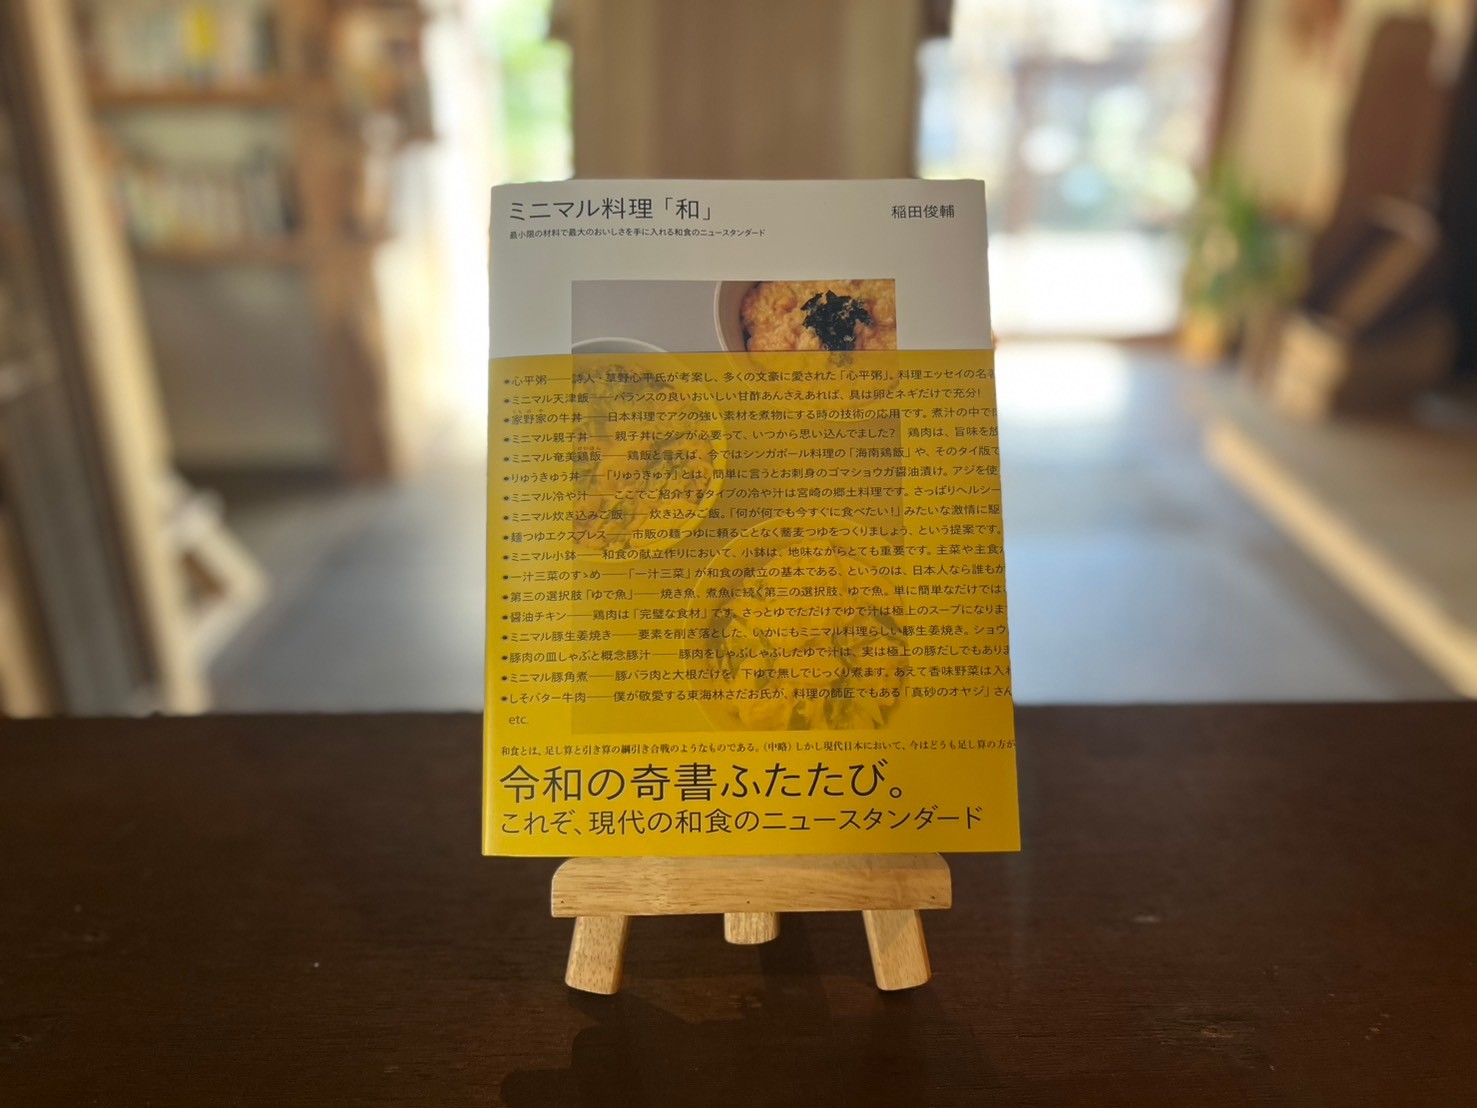 ミニマル料理「和」
稲田俊輔
最小限の材料で最大のおいしさを手に入れる和食のニュースタンダード
●心平粥──詩人・草野心平氏が考案し、多くの文豪に愛された「心平粥」。料理エッセイの名
●ミニマル天津飯──バランスの良いおいしい甘酢あんさえあれば、具は卵とネギだけで充分！
●家野家の牛丼──日本料理でアクの強い素材を煮物にする時の技術の応用です。煮汁の中で
●ミニマル親子丼──親子丼にダシが必要って、いつから思い込んでました？ 鶏肉は、旨味を放
●ミニマル奄美鶏飯──鶏飯と言えば、今ではシンガポール料理の「海南鶏飯」や、そのタイ版で
●りゅうきゅう丼──「りゅうきゅう」とは、簡単に言うとお刺身のゴマショウガ醤油漬け。アジを使
●ミニマル冷や汁──ここでご紹介するタイプの冷や汁は宮崎の郷土料理です。さっぱりヘルシー
●ミニマル炊き込みご飯──炊き込みご飯。「何が何でも今すぐに食べたい！」みたいな激情に駆
●麺つゆエクスプレス──市販の麺つゆに頼ることなく蕎麦つゆをつくりましょう、という提案です。
●ミニマル小鉢──和食の献立作りにおいて、小鉢は、地味ながらとても重要です。主菜や主食
●一汁三菜のすゝめ──「一汁三菜」が和食の献立の基本である、というのは、日本人なら誰もが
●第三の選択肢「ゆで魚」──焼き魚、煮魚に続く第三の選択肢、ゆで魚。単に簡単なだけでは
●醤油チキン──鶏肉は「完璧な食材」です。さっとゆでただけでゆで汁は極上のスープになりま
●ミニマル豚生姜焼き──要素を削ぎ落とした、いかにもミニマル料理らしい豚生姜焼き。ショウ
●豚肉の皿しゃぶと概念豚汁──豚肉をしゃぶしゃぶしたゆで汁は、実は極上の豚だしでもあり
●ミニマル豚角煮──豚バラ肉と大根だけを、下ゆで無しでじっくり煮ます。あえて香味野菜は入
●しそバター牛肉──僕が敬愛する東海林さだお氏が、料理の師匠でもある「真砂のオヤジ」さん
etc.
和食とは、足し算と引き算の綱引き合戦のようなものである。（中略）しかし現代日本において、今はどうも足し算の方が
令和の奇書ふたたび。
これぞ、現代の和食のニュースタンダード